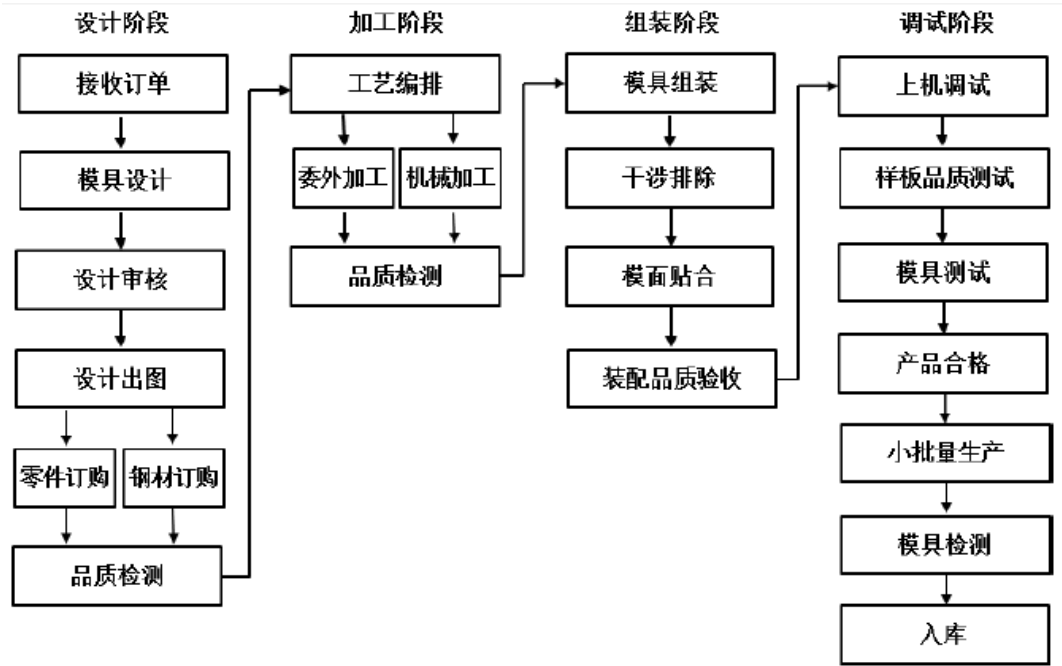 设计阶段
接收订单
模具设计
设计审核
设计出图
零件订购
钢材订购
品质检测
加工阶段
工艺编排
委外加工
机械加工
品质检测
组装阶段
模具组装
干涉排除
模面贴合
装配品质验收
调试阶段
上机调试
样板品质测试
模具测试
产品合格
小批量生产
模具检测
入库